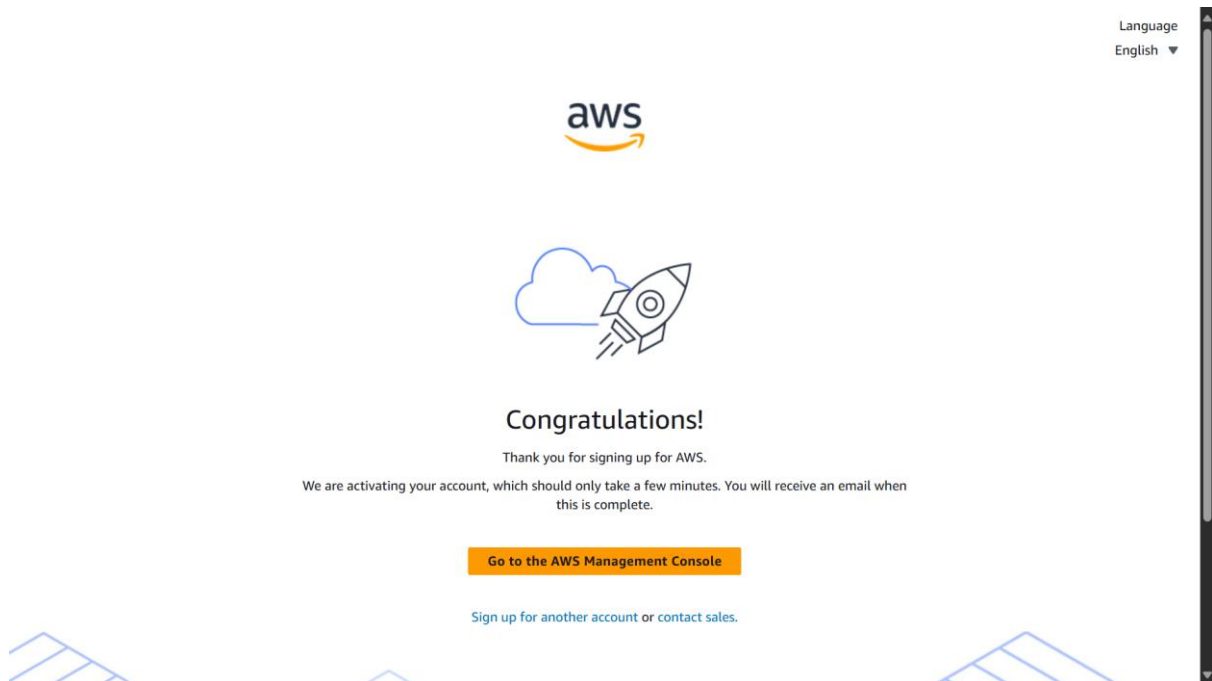 Language
English
aws
Congratulations!
Thank you for signing up for AWS.
We are activating your account, which should only take a few minutes. You will receive an email when
this is complete.
Go to the AWS Management Console
Sign up for another account or contact sales.